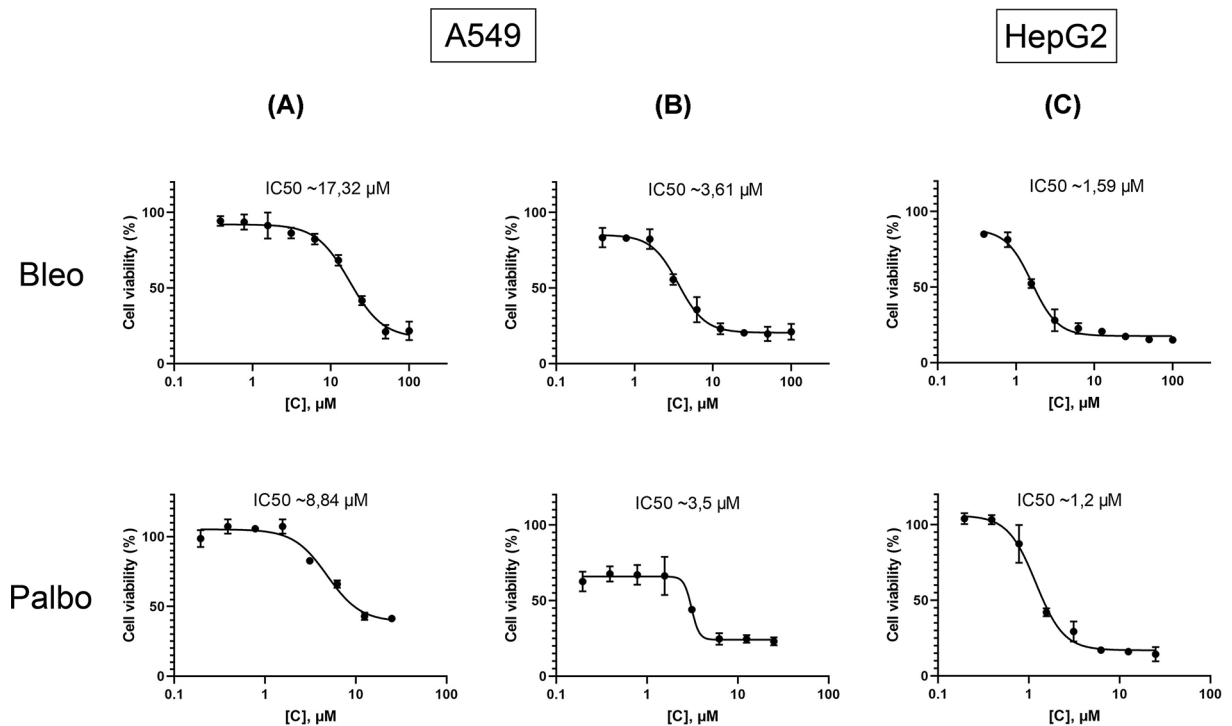 A549 HepG2
(A) (B) (C)
Bleo
IC50 ~17,32 µM
Cell viability (%)
100
50
0
0.1 1 10 100
[C], µM
IC50 ~3,61 µM
Cell viability (%)
100
50
0
0.1 1 10 100
[C], µM
IC50 ~1,59 µM
Cell viability (%)
100
50
0
0.1 1 10 100
[C], µM
Palbo
IC50 ~8,84 µM
Cell viability (%)
100
50
0
0.1 1 10 100
[C], µM
IC50 ~3,5 µM
Cell viability (%)
100
50
0
0.1 1 10 100
[C], µM
IC50 ~1,2 µM
Cell viability (%)
100
50
0
0.1 1 10 100
[C], µM